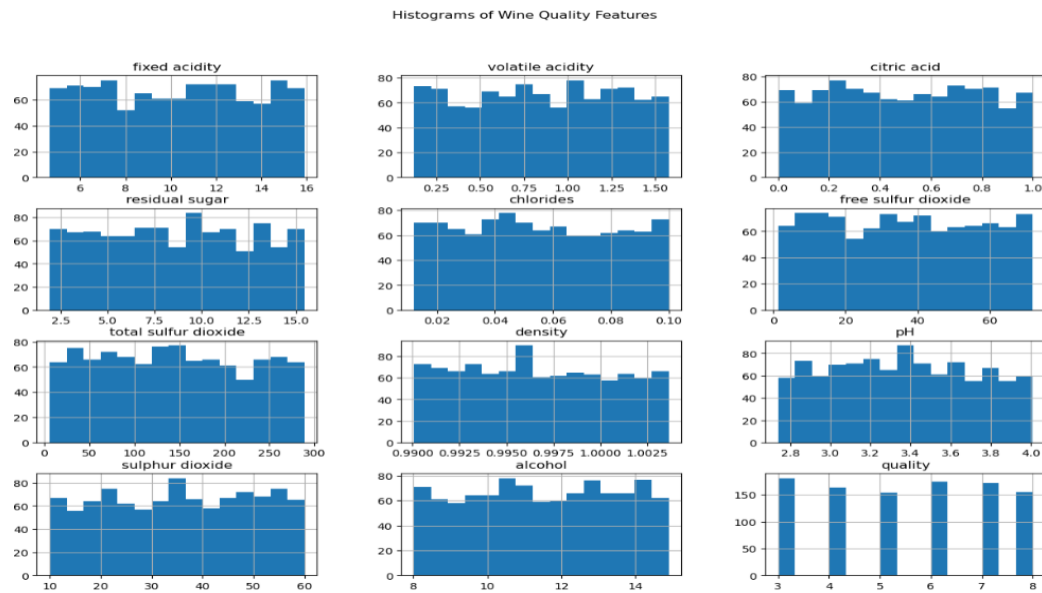 Histograms of Wine Quality Features
fixed acidity
60
40
20
0
6 8 10 12 14 16
volatile acidity
80
60
40
20
0
0.25 0.50 0.75 1.00 1.25 1.50
citric acid
80
60
40
20
0
0.0 0.2 0.4 0.6 0.8 1.0
residual sugar
80
60
40
20
0
2.5 5.0 7.5 10.0 12.5 15.0
chlorides
80
60
40
20
0
0.02 0.04 0.06 0.08 0.10
free sulfur dioxide
60
40
20
0
0 20 40 60
total sulfur dioxide
80
60
40
20
0
0 50 100 150 200 250 300
density
80
60
40
20
0
0.9900 0.9925 0.9950 0.9975 1.0000 1.0025
pH
80
60
40
20
0
2.8 3.0 3.2 3.4 3.6 3.8 4.0
sulphur dioxide
80
60
40
20
0
10 20 30 40 50 60
alcohol
80
60
40
20
0
8 10 12 14
quality
150
100
50
0
3 4 5 6 7 8